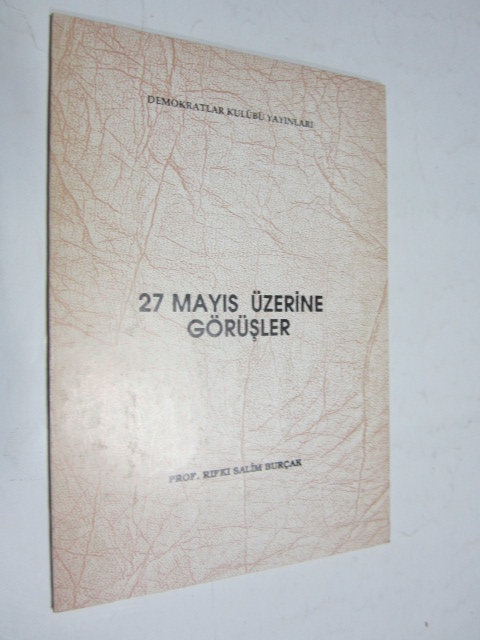 DEMOKRATLAR KULÜBÜ YAYINLARI
27 MAYIS ÜZERİNE
GÖRÜŞLER
PROF. RIFKI SALİM BURÇAK